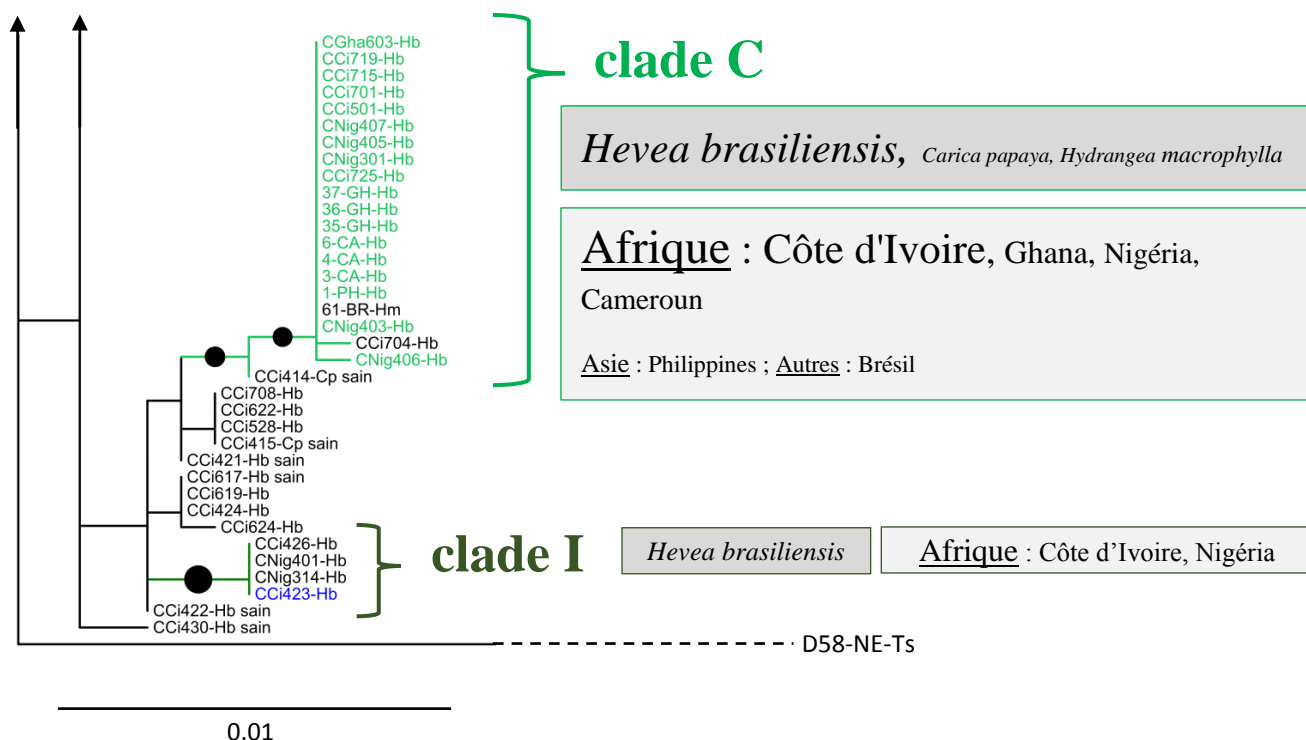 CGha603-Hb
CCi719-Hb
CCi715-Hb
CCi701-Hb
CCi501-Hb
CNig407-Hb
CNig405-Hb
CNig301-Hb
CCi725-Hb
37-GH-Hb
36-GH-Hb
35-GH-Hb
6-CA-Hb
4-CA-Hb
3-CA-Hb
1-PH-Hb
61-BR-Hm
CNig403-Hb
CCi704-Hb
CNig406-Hb
CCi414-Cp sain
clade C
Hevea brasiliensis, Carica papaya, Hydrangea macrophylla
Afrique : Côte d'Ivoire, Ghana, Nigéria,
Cameroun
Asie : Philippines ; Autres : Brésil
CCi708-Hb
CCi622-Hb
CCi528-Hb
CCi415-Cp sain
CCi421-Hb sain
CCi617-Hb sain
CCi619-Hb
CCi424-Hb
CCi624-Hb
CCi426-Hb
CNig401-Hb
CNig314-Hb
CCi423-Hb
clade I
Hevea brasiliensis
Afrique : Côte d’Ivoire, Nigéria
CCi422-Hb sain
CCi430-Hb sain
D58-NE-Ts
0.01